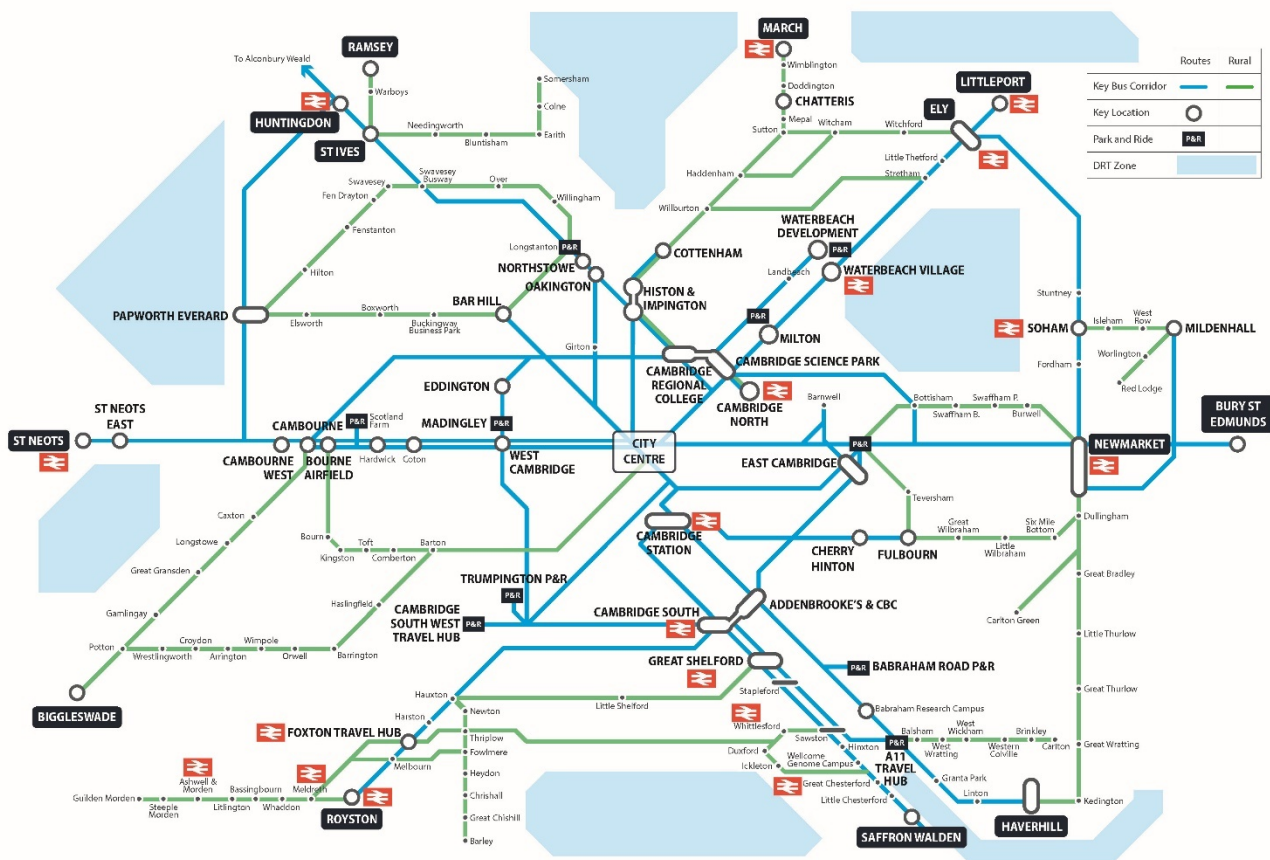 RAMSEY
MARCH
To Alconbury Weald
Somersham
Wimblington
Routes
Rural
Warboys
Doddington
LITTLEPORT
Key Bus Corridor
HUNTINGDON
Colne
CHATTERIS
ELY
Key Location
Mepal
ST IVES
Needingworth
Earith
Sutton
Witcham
Witchford
Park and Ride
P&R
Bluntisham
Little Thetford
DRT Zone
Swavesey
Swavesey
Busway
Over
Haddenham
Stretham
Fen Drayton
Willingham
Wilburton
Fenstanton
WATERBEACH
DEVELOPMENT
Longstanton
P&R
COTTENHAM
P&R
NORTHSTOWE
Landbeach
WATERBEACH VILLAGE
Hilton
OAKINGTON
HISTON &
IMPINGTON
Stuntney
PAPWORTH EVERARD
Elsworth
Boxworth
Buckingway
Business Park
BAR HILL
P&R
MILTON
SOHAM
Isleham
West
Row
MILDENHALL
Girton
CAMBRIDGE SCIENCE PARK
Worlington
Fordham
CAMBRIDGE
REGIONAL
COLLEGE
Red Lodge
EDDINGTON
CAMBRIDGE
NORTH
Barnwell
Bottisham
Swaffham P.
Swaffham B.
Burwell
ST NEOTS
EAST
Scotland
Farm
P&R
MADINGLEY
P&R
BURY ST
EDMUNDS
ST NEOTS
CAMBOURNE
CITY
CENTRE
P&R
NEWMARKET
CAMBOURNE
WEST
BOURNE
AIRFIELD
Hardwick
Coton
WEST
CAMBRIDGE
EAST CAMBRIDGE
Teversham
Caxton
Dullingham
Great
Wilbraham
Six Mile
Bottom
Longstowe
Bourn
Kingston
Toft
Comberton
Barton
CAMBRIDGE
STATION
CHERRY
HINTON
FULBOURN
Little
Wilbraham
Great Gransden
TRUMPINGTON P&R
Great Bradley
P&R
Haslingfield
Gamlingay
CAMBRIDGE
SOUTH WEST
TRAVEL HUB
P&R
CAMBRIDGE SOUTH
ADDENBROOKE'S & CBC
Carlton Green
Little Thurlow
Potton
Wrestlingworth
Croydon
Arrington
Wimpole
Orwell
Barrington
GREAT SHELFORD
P&R
BABRAHAM ROAD P&R
BIGGLESWADE
Hauxton
Little Shelford
Stapleford
Great Thurlow
Newton
Babraham Research Campus
Harston
FOXTON TRAVEL HUB
Thriplow
Whittlesford
Sawston
Hinxton
P&R
Balsham
West
Wratting
West
Wickham
Western
Colville
Brinkley
Carlton
Great Wratting
Fowlmere
Duxford
Wellcome
Genome Campus
A11
TRAVEL
HUB
Melbourn
Ickleton
Heydon
Ashwell &
Morden
Bassingbourn
Meldreth
Great Chesterford
Granta Park
Guilden Morden
Steeple
Morden
Litlington
Whaddon
Chrishall
Little Chesterford
Linton
Kedington
ROYSTON
Great Chishill
SAFFRON WALDEN
HAVERHILL
Barley